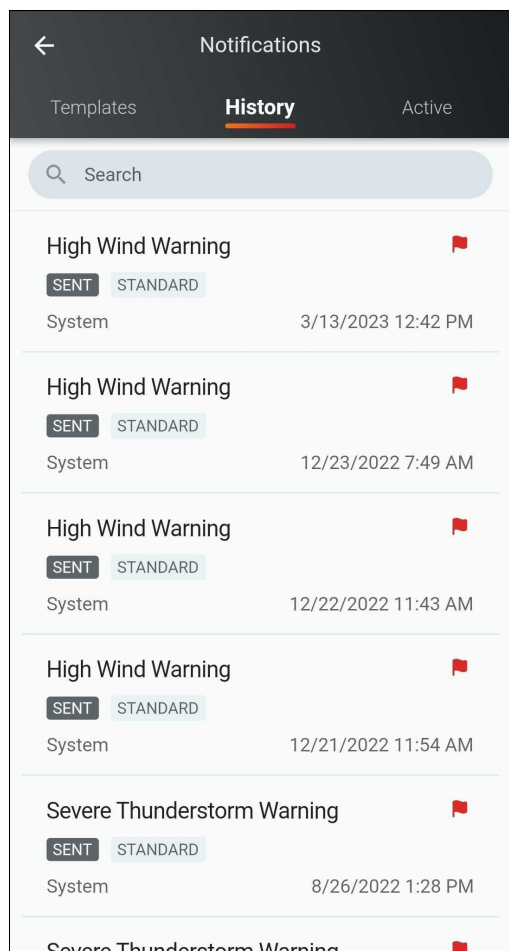 Notifications
Templates History Active
Search
High Wind Warning
SENT STANDARD
System 3/13/2023 12:42 PM
High Wind Warning
SENT STANDARD
System 12/23/2022 7:49 AM
High Wind Warning
SENT STANDARD
System 12/22/2022 11:43 AM
High Wind Warning
SENT STANDARD
System 12/21/2022 11:54 AM
Severe Thunderstorm Warning
SENT STANDARD
System 8/26/2022 1:28 PM
Severe Thunderstorm Warning